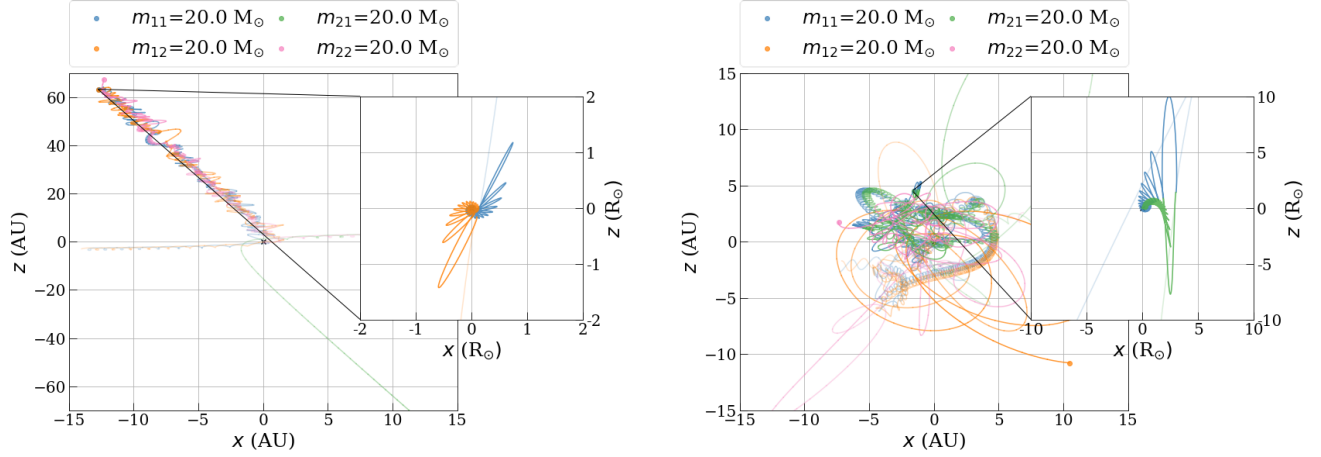 m₁₁=20.0 M⊙ m₂₁=20.0 M⊙
m₁₂=20.0 M⊙ m₂₂=20.0 M⊙
60
40
20
0
−20
−40
−60
z (AU)
−15 −10 −5 0 5 10 15
x (AU)
2
1
0
-1
-2
z (R⊙)
-2 -1 0 1 2
x (R⊙)
m₁₁=20.0 M⊙ m₂₁=20.0 M⊙
m₁₂=20.0 M⊙ m₂₂=20.0 M⊙
15
10
5
0
−5
−10
−15
z (AU)
−15 −10 −5 0 5 10 15
x (AU)
10
5
0
-5
-10
z (R⊙)
-10 -5 0 5 10
x (R⊙)